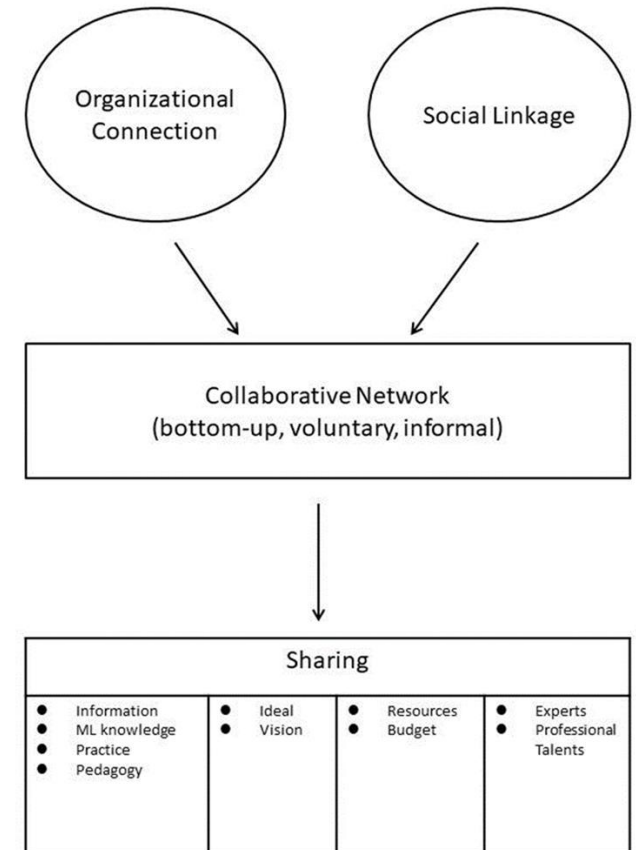 Organizational
Connection
Social Linkage
Collaborative Network
(bottom-up, voluntary, informal)
Sharing
● Information
● ML knowledge
● Practice
● Pedagogy
● Ideal
● Vision
● Resources
● Budget
● Experts
● Professional
Talents